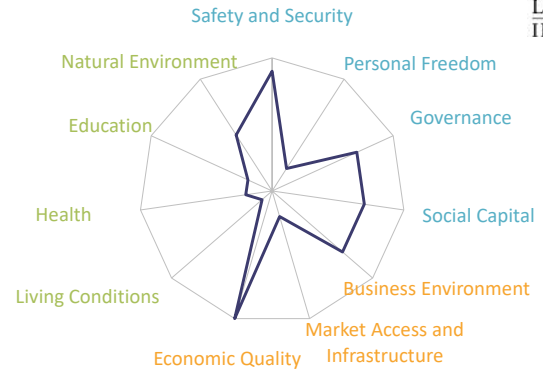 Safety and Security
Natural Environment
Personal Freedom
Education
Governance
Health
Social Capital
Living Conditions
Business Environment
Market Access and
Infrastructure
Economic Quality